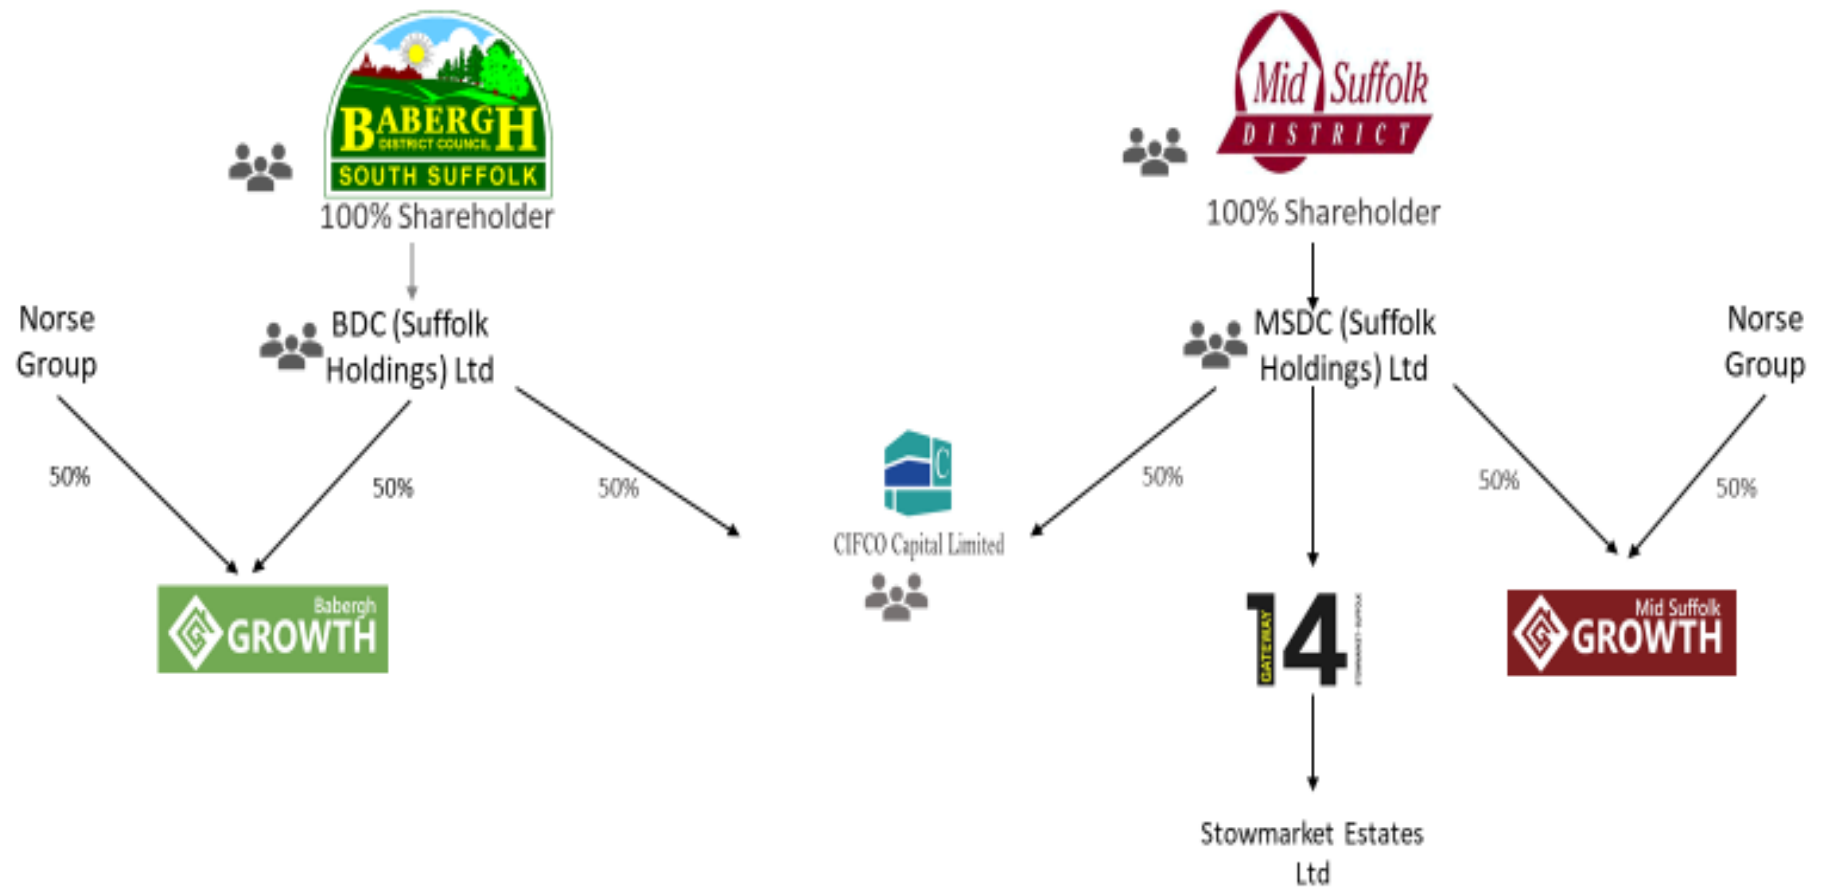 BABERGH
DISTRICT COUNCIL
SOUTH SUFFOLK
100% Shareholder
Mid Suffolk
DISTRICT
100% Shareholder
Norse
Group
BDC (Suffolk
Holdings) Ltd
MSDC (Suffolk
Holdings) Ltd
Norse
Group
50%
50%
50%
50%
50%
50%
C
CIFCO Capital Limited
Babergh
GROWTH
GATEWAY
14
STOWMARKET-SUFFOLK
Mid Suffolk
GROWTH
Stowmarket Estates
Ltd